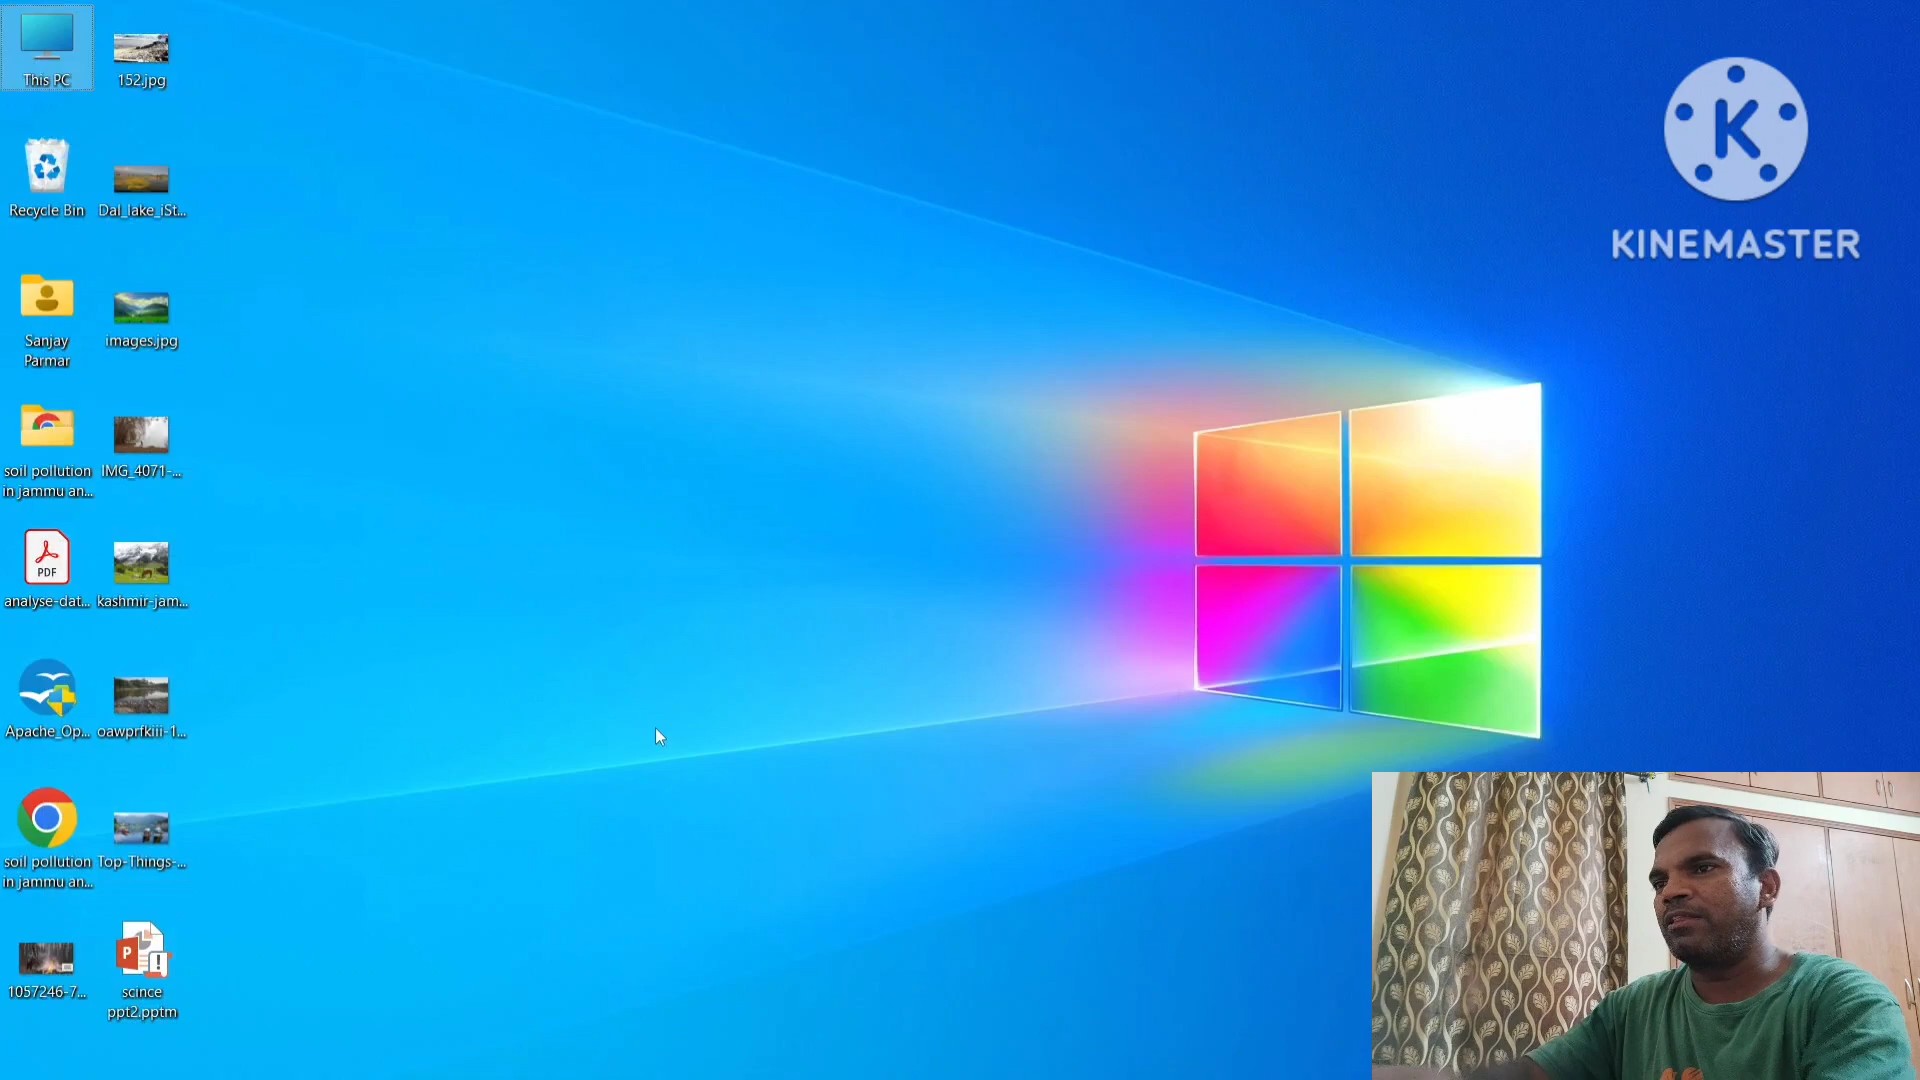 This PC
152.jpg
Recycle Bin
Dal_lake_iSt...
Sanjay
Parmar
images.jpg
soil pollution
in jammu an...
IMG_4071-...
PDF
analyse-dat...
kashmir-jam...
Apache_Op...
oawprfkiii-1...
soil pollution
in jammu an...
Top-Things-...
1057246-7...
P
scince
ppt2.pptm
K
KINEMASTER